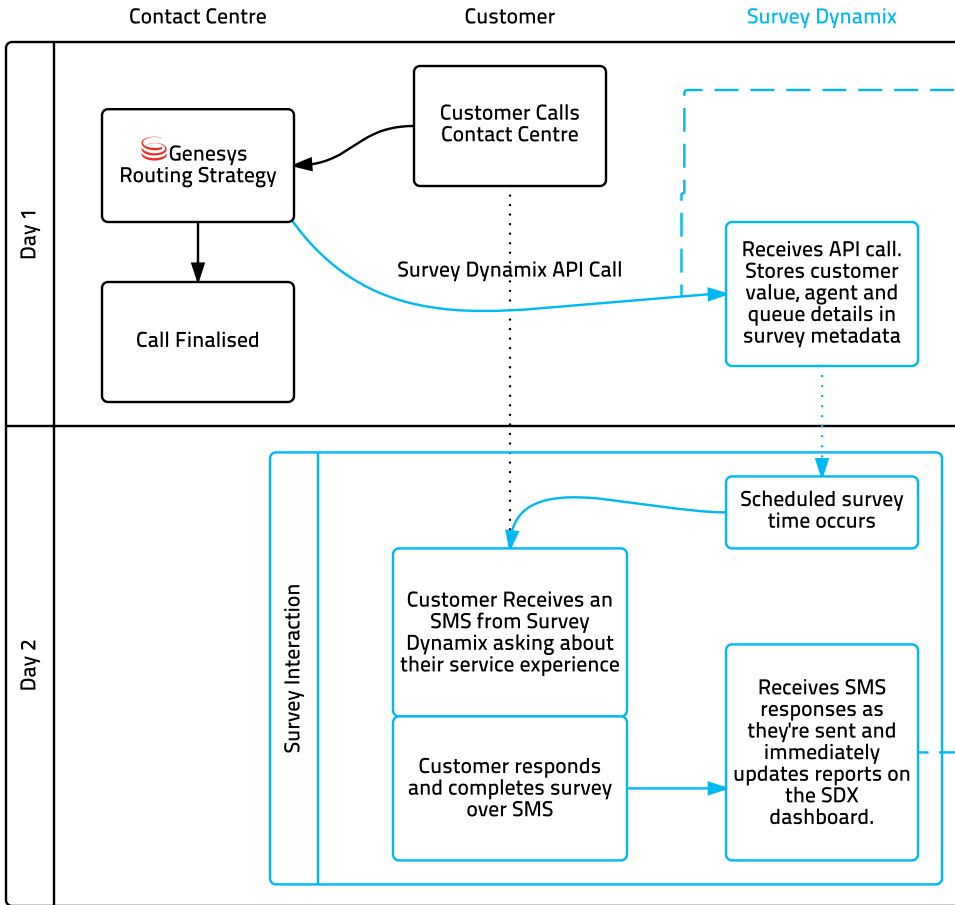 Contact Centre
Customer
Survey Dynamix
Day 1
Customer Calls
Contact Centre
Genesys
Routing Strategy
Survey Dynamix API Call
Receives API call.
Stores customer
value, agent and
queue details in
survey metadata
Call Finalised
Day 2
Survey Interaction
Scheduled survey
time occurs
Customer Receives an
SMS from Survey
Dynamix asking about
their service experience
Customer responds
and completes survey
over SMS
Receives SMS
responses as
they're sent and
immediately
updates reports on
the SDX
dashboard.